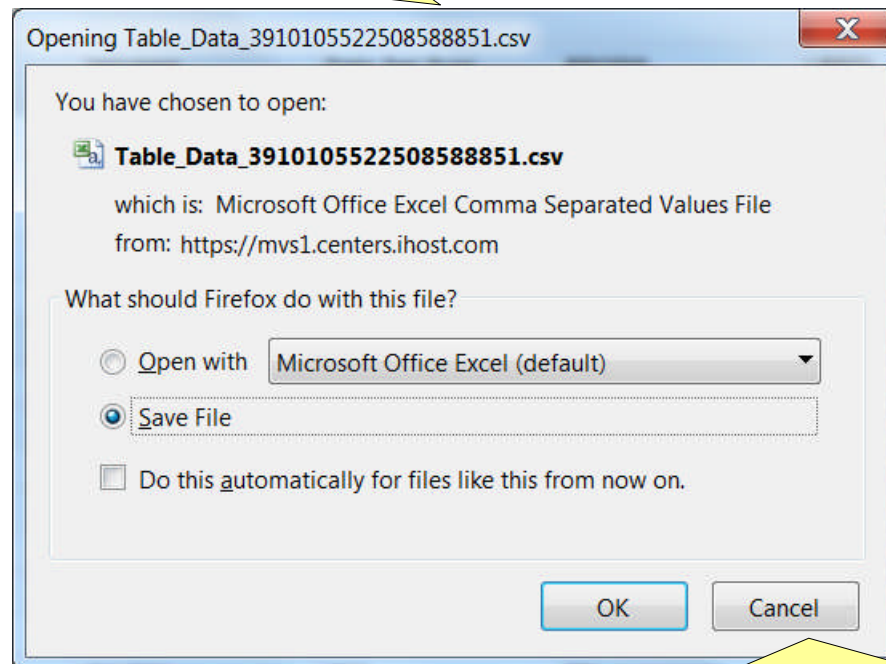 Opening Table_Data_3910105522508588851.csv
You have chosen to open:
Table_Data_3910105522508588851.csv
which is: Microsoft Office Excel Comma Separated Values File
from: https://mvs1.centers.ihost.com
What should Firefox do with this file?
Open with Microsoft Office Excel (default)
Save File
Do this automatically for files like this from now on.
OK Cancel